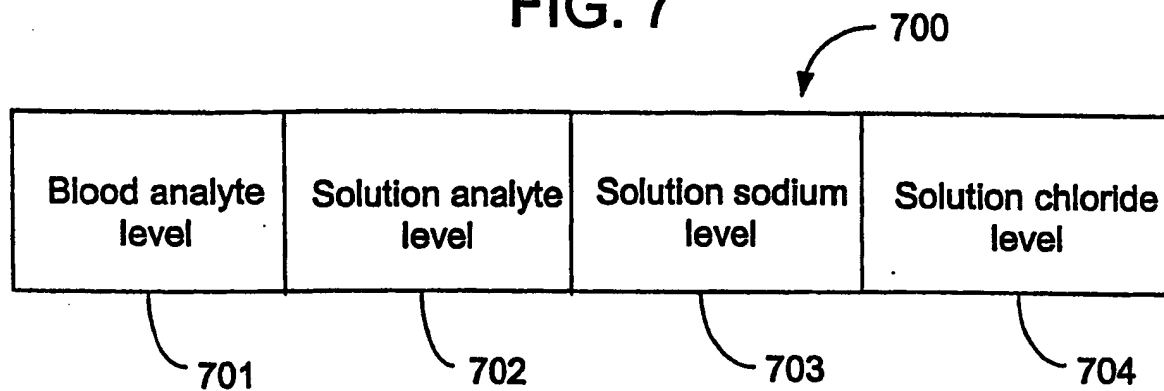 FIG. 7
700
Blood analyte level
Solution analyte level
Solution sodium level
Solution chloride level
701
702
703
704